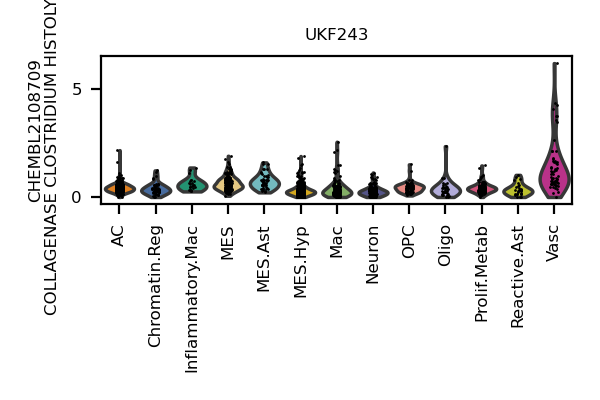 UKF243
CHEMBL2108709
COLLAGENASE CLOSTRIDIUM HISTOLY
5
0
AC
Chromatin.Reg
Inflammatory.Mac
MES
MES.Ast
MES.Hyp
Mac
Neuron
OPC
Oligo
Prolif.Metab
Reactive.Ast
Vasc